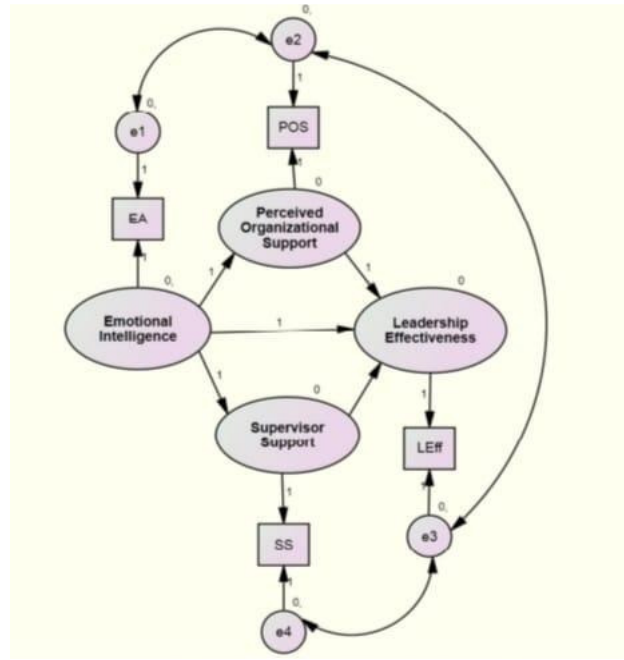 0,
e2
0,
e1
1
1
POS
EA
1
0
Perceived
Organizational
Support
1
0,
1
1
0
Emotional
Intelligence
1
Leadership
Effectiveness
1
0
1
Supervisor
Support
LEff
1
1
0,
SS
e3
1
0,
e4